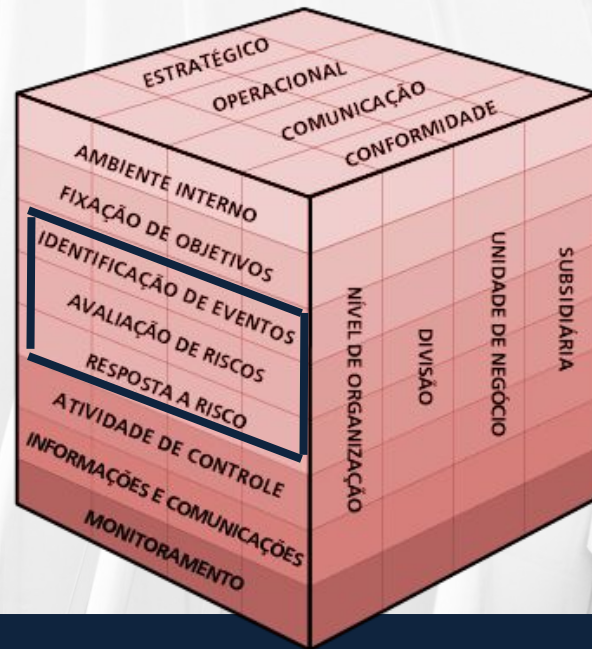 ESTRATÉGICO
OPERACIONAL
COMUNICAÇÃO
CONFORMIDADE
AMBIENTE INTERNO
FIXAÇÃO DE OBJETIVOS
IDENTIFICAÇÃO DE EVENTOS
AVALIAÇÃO DE RISCOS
RESPOSTA A RISCO
ATIVIDADE DE CONTROLE
INFORMAÇÕES E COMUNICAÇÕES
MONITORAMENTO
NÍVEL DE ORGANIZAÇÃO
DIVISÃO
UNIDADE DE NEGÓCIO
SUBSIDIÁRIA